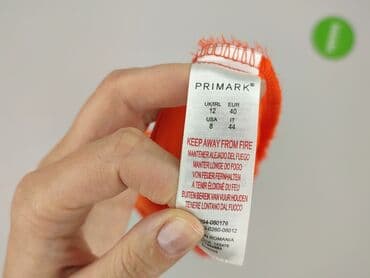 PRIMARK®
UK/IRL EUR
12 40
USA IT
8 44
KEEP AWAY FROM FIRE
MANTENER ALEJADO DEL FUEGO
MANTER LONGE DO FOGO
VON FEUER FERNHALTEN
À TENIR ÉLOIGNÉ DU FEU
BUITEN BEREIK VAN VUUR HOUDEN
TENERE LONTANO DAL FUOCO
ROMANIA